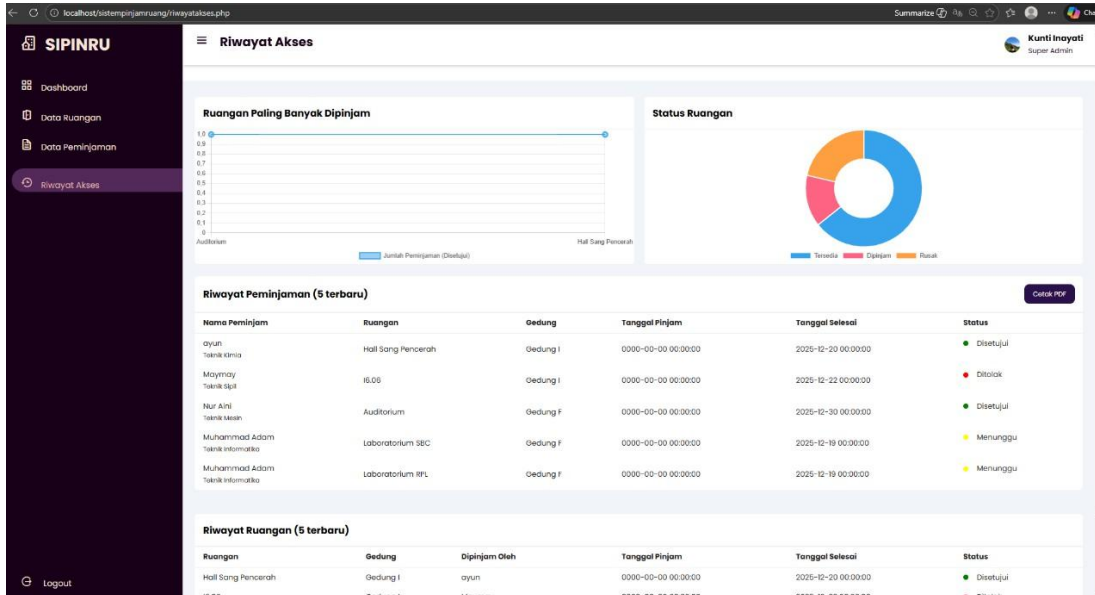 localhost/sistempinjamruang/riwayatakses.php
Summarize
SIPINRU
Riwayat Akses
Kunti Inayati
Super Admin
Dashboard
Data Ruangan
Data Peminjaman
Riwayat Akses
Logout
Ruangan Paling Banyak Dipinjam
1,0
0,9
0,8
0,7
0,6
0,5
0,4
0,3
0,2
0,1
0
Auditorium Hall Sang Pencerah
Jumlah Peminjaman (Disetujui)
Status Ruangan
Tersedia Dipinjam Rusak
Riwayat Peminjaman (5 terbaru)
Cetak PDF
Nama Peminjam Ruangan Gedung Tanggal Pinjam Tanggal Selesai Status
ayun Hall Sang Pencerah Gedung I 0000-00-00 00:00:00 2025-12-20 00:00:00 Disetujui
Teknik Kimia
Maymay 16.06 Gedung I 0000-00-00 00:00:00 2025-12-22 00:00:00 Ditolak
Teknik Sipil
Nur Aini Auditorium Gedung F 0000-00-00 00:00:00 2025-12-30 00:00:00 Disetujui
Teknik Mesin
Muhammad Adam Laboratorium SBC Gedung F 0000-00-00 00:00:00 2025-12-19 00:00:00 Menunggu
Teknik Informatika
Muhammad Adam Laboratorium RPL Gedung F 0000-00-00 00:00:00 2025-12-19 00:00:00 Menunggu
Teknik Informatika
Riwayat Ruangan (5 terbaru)
Ruangan Gedung Dipinjam Oleh Tanggal Pinjam Tanggal Selesai Status
Hall Sang Pencerah Gedung I ayun 0000-00-00 00:00:00 2025-12-20 00:00:00 Disetujui